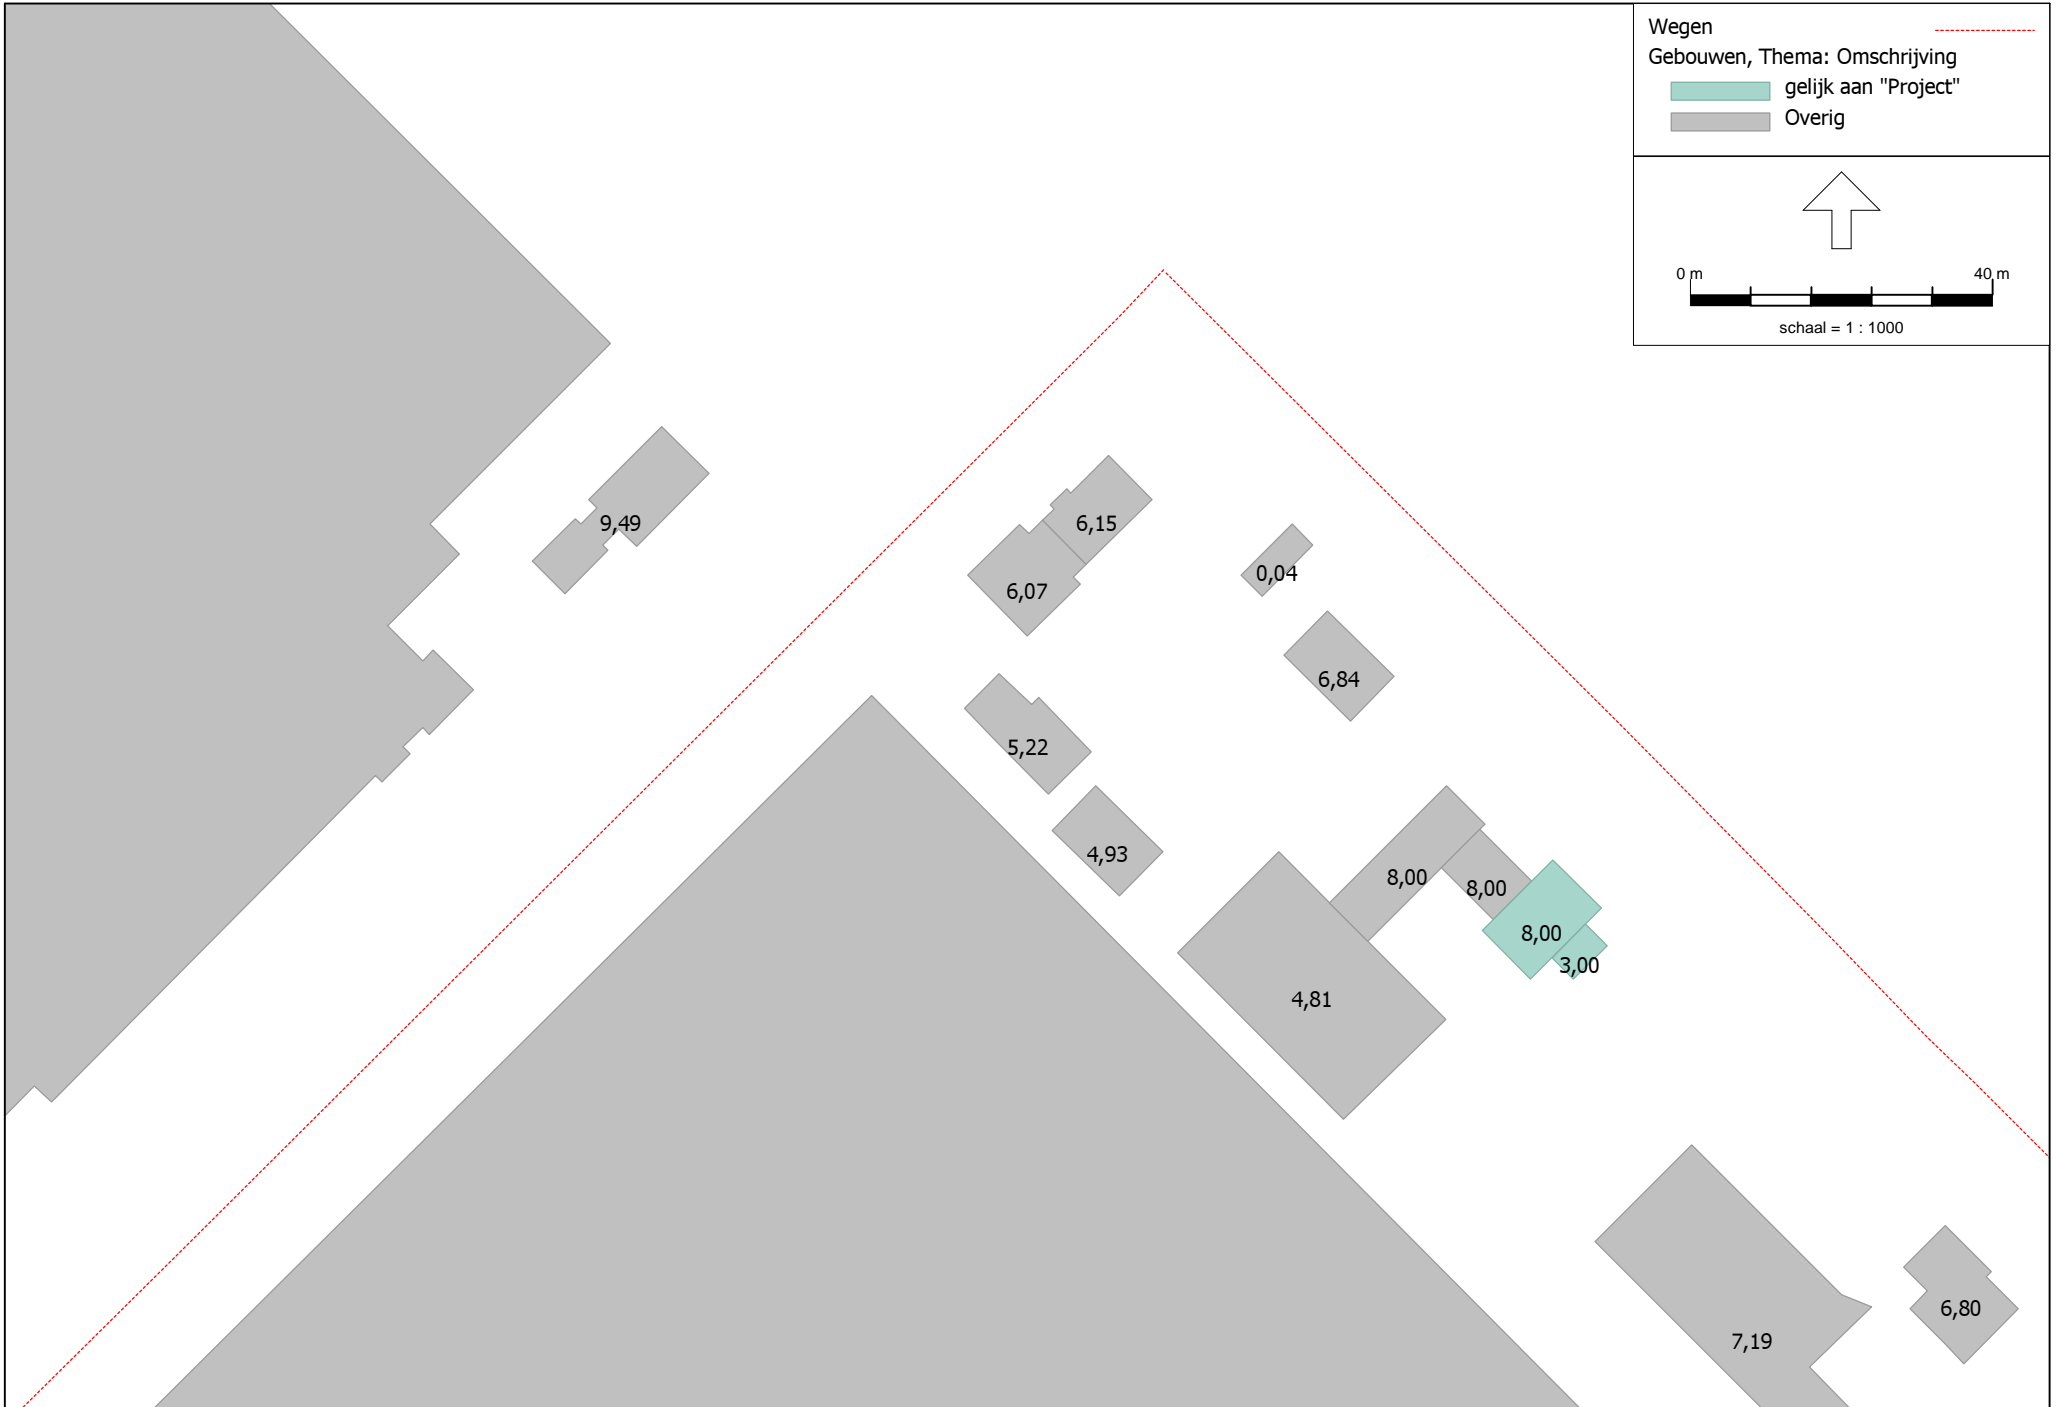 Wegen
Gebouwen, Thema: Omschrijving
gelijk aan "Project"
Overig
0 m 40 m
schaal = 1 : 1000
9,49
6,15
6,07
0,04
6,84
5,22
4,93
8,00
8,00
8,00
3,00
4,81
7,19
6,80